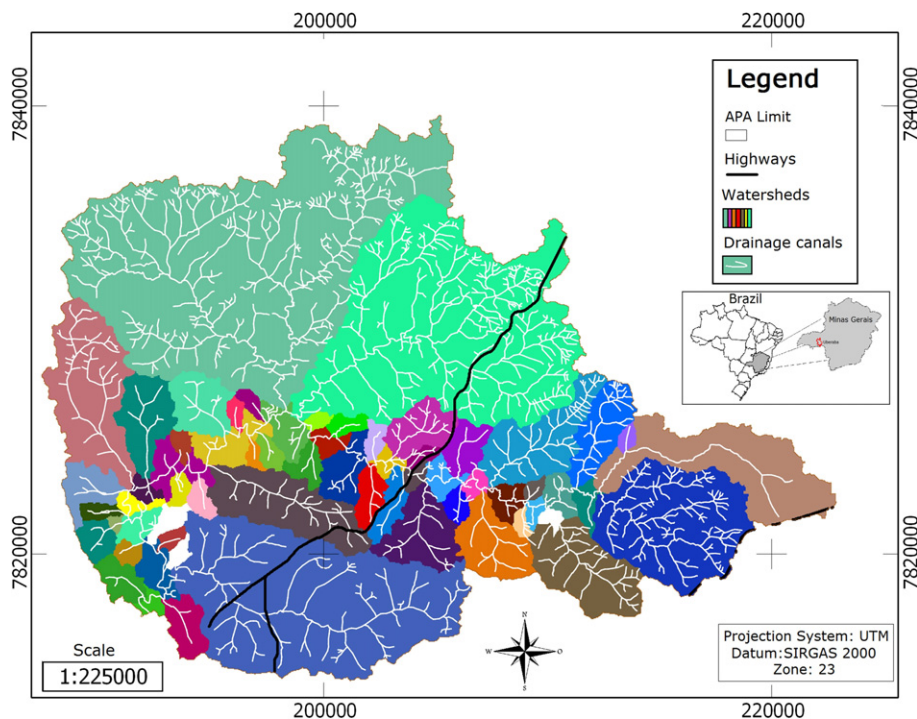 200000
220000
7840000
7840000
Legend
APA Limit
Highways
Watersheds
Drainage canals
Brazil
Minas Gerais
Uberaba
7820000
7820000
N
W
O
S
Scale
1:225000
Projection System: UTM
Datum:SIRGAS 2000
Zone: 23
200000
220000